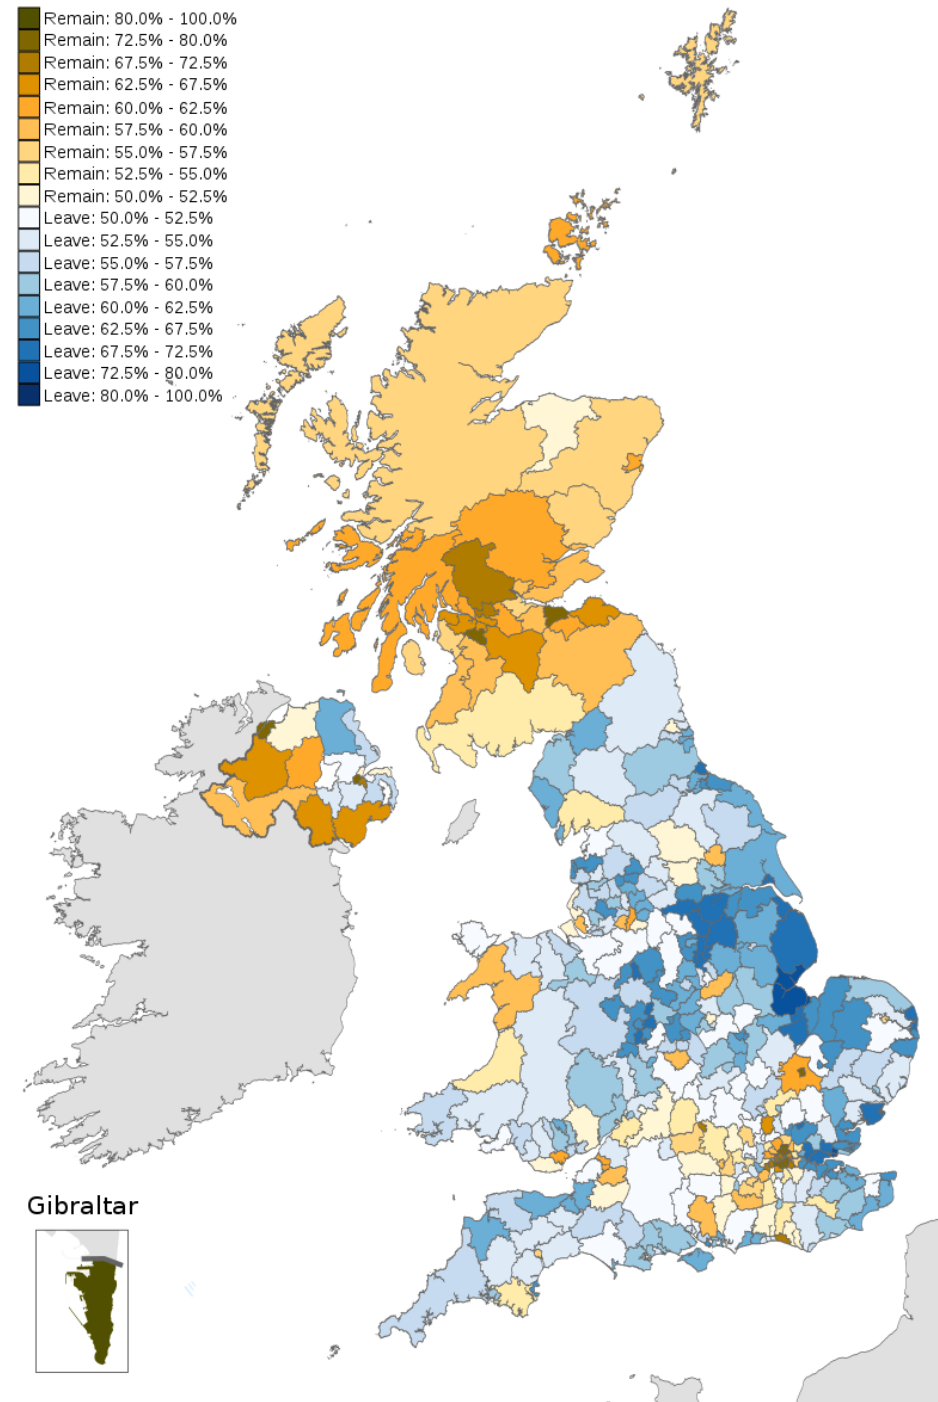 Remain: 80.0% - 100.0%
Remain: 72.5% - 80.0%
Remain: 67.5% - 72.5%
Remain: 62.5% - 67.5%
Remain: 60.0% - 62.5%
Remain: 57.5% - 60.0%
Remain: 55.0% - 57.5%
Remain: 52.5% - 55.0%
Remain: 50.0% - 52.5%
Leave: 50.0% - 52.5%
Leave: 52.5% - 55.0%
Leave: 55.0% - 57.5%
Leave: 57.5% - 60.0%
Leave: 60.0% - 62.5%
Leave: 62.5% - 67.5%
Leave: 67.5% - 72.5%
Leave: 72.5% - 80.0%
Leave: 80.0% - 100.0%
Gibraltar